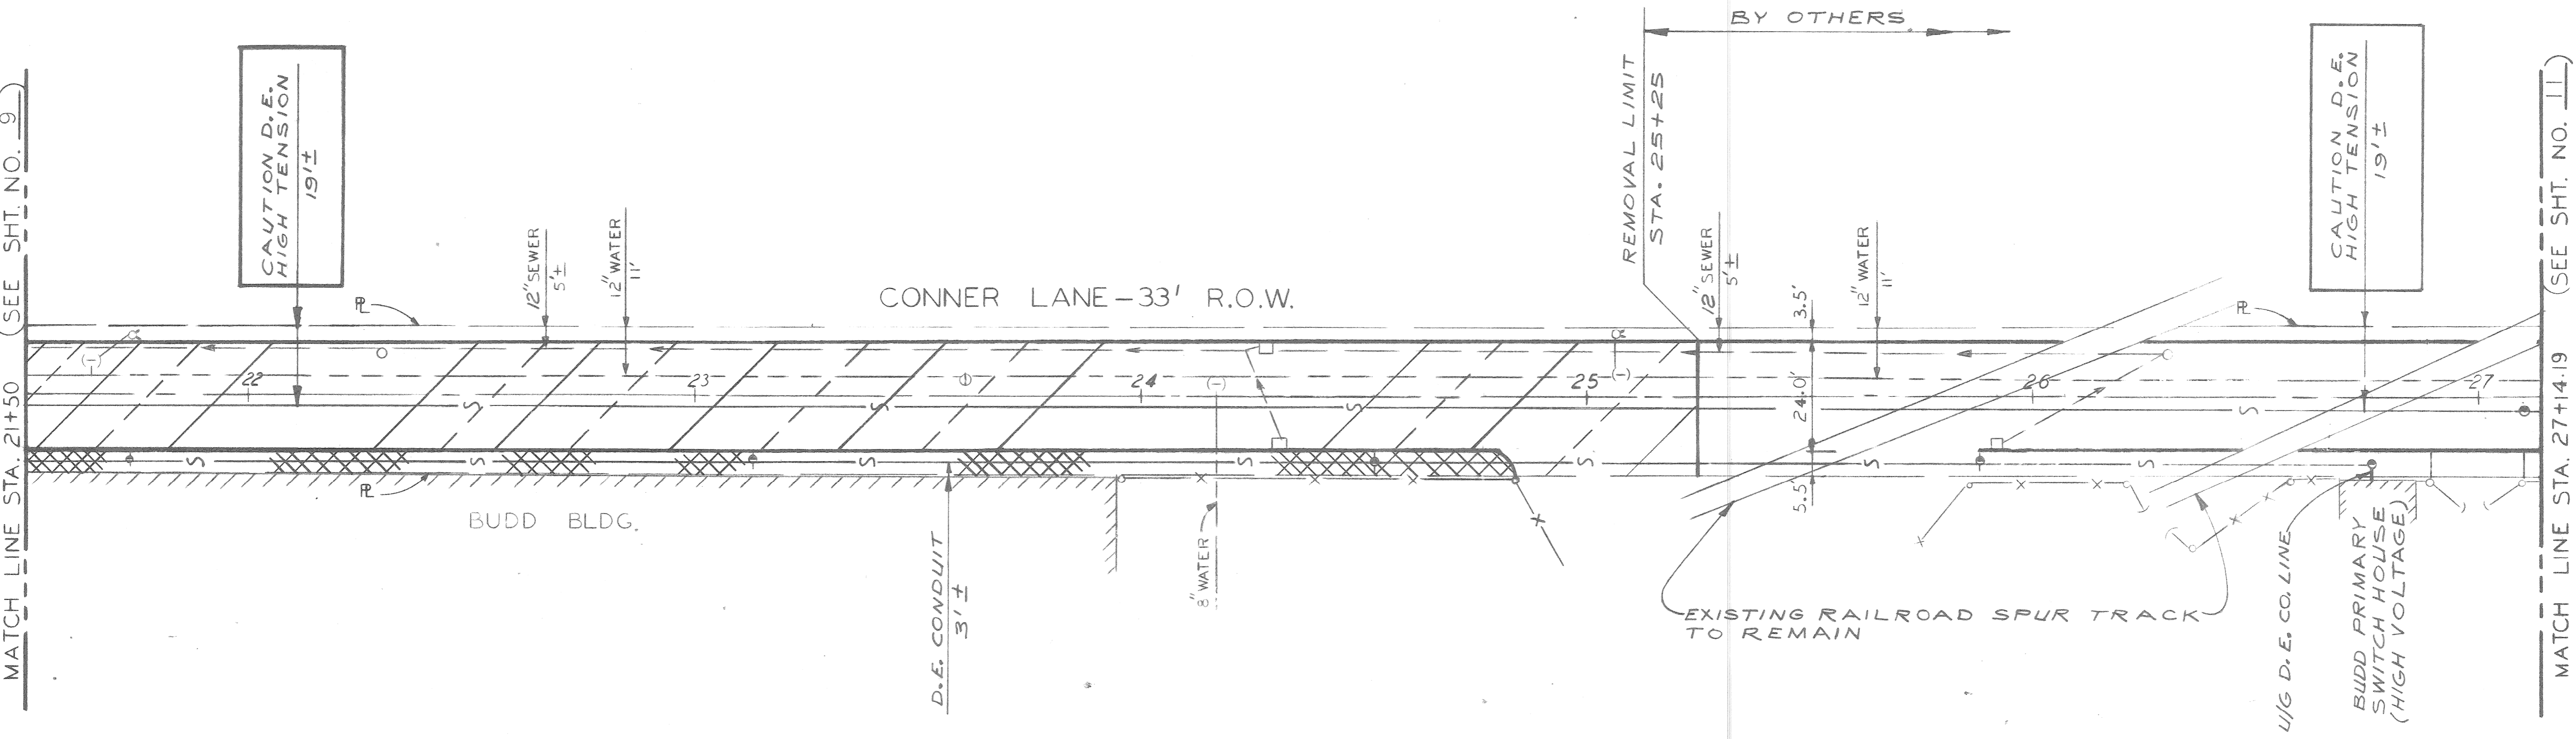 BY OTHERS
MATCH LINE STA. 21+50 (SEE SHT. NO. 9)
CAUTION D.E.
HIGH TENSION
19'±
REMOVAL LIMIT
STA. 25+25
CAUTION D.E.
HIGH TENSION
19'±
MATCH LINE STA. 27+14.19 (SEE SHT NO. 11)
12" SEWER
5'±
12" WATER
11'
CONNER LANE-33' R.O.W.
12" SEWER
5'±
3.5'
12" WATER
11'
PL
PL
22
23
24
25
26
27
24.0'
S S S S
S S S S S S S
5.5'
PL
BUDD BLDG.
D.E. CONDUIT
3'±
8" WATER
EXISTING RAILROAD SPUR TRACK
TO REMAIN
U/G D.E. CO. LINE
BUDD PRIMARY
SWITCH HOUSE
(HIGH VOLTAGE)